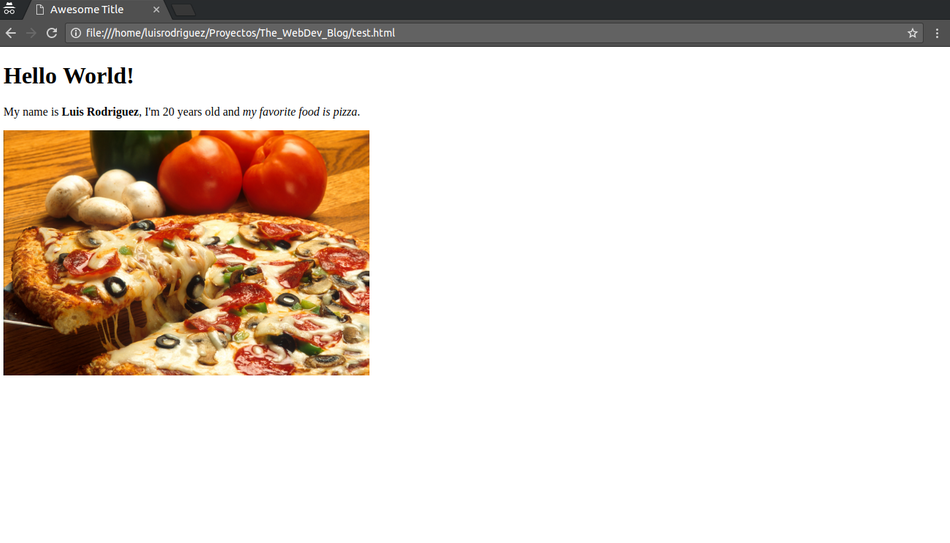 Awesome Title
file:///home/luisrodriguez/Proyectos/The_WebDev_Blog/test.html
Hello World!
My name is Luis Rodriguez, I'm 20 years old and my favorite food is pizza.